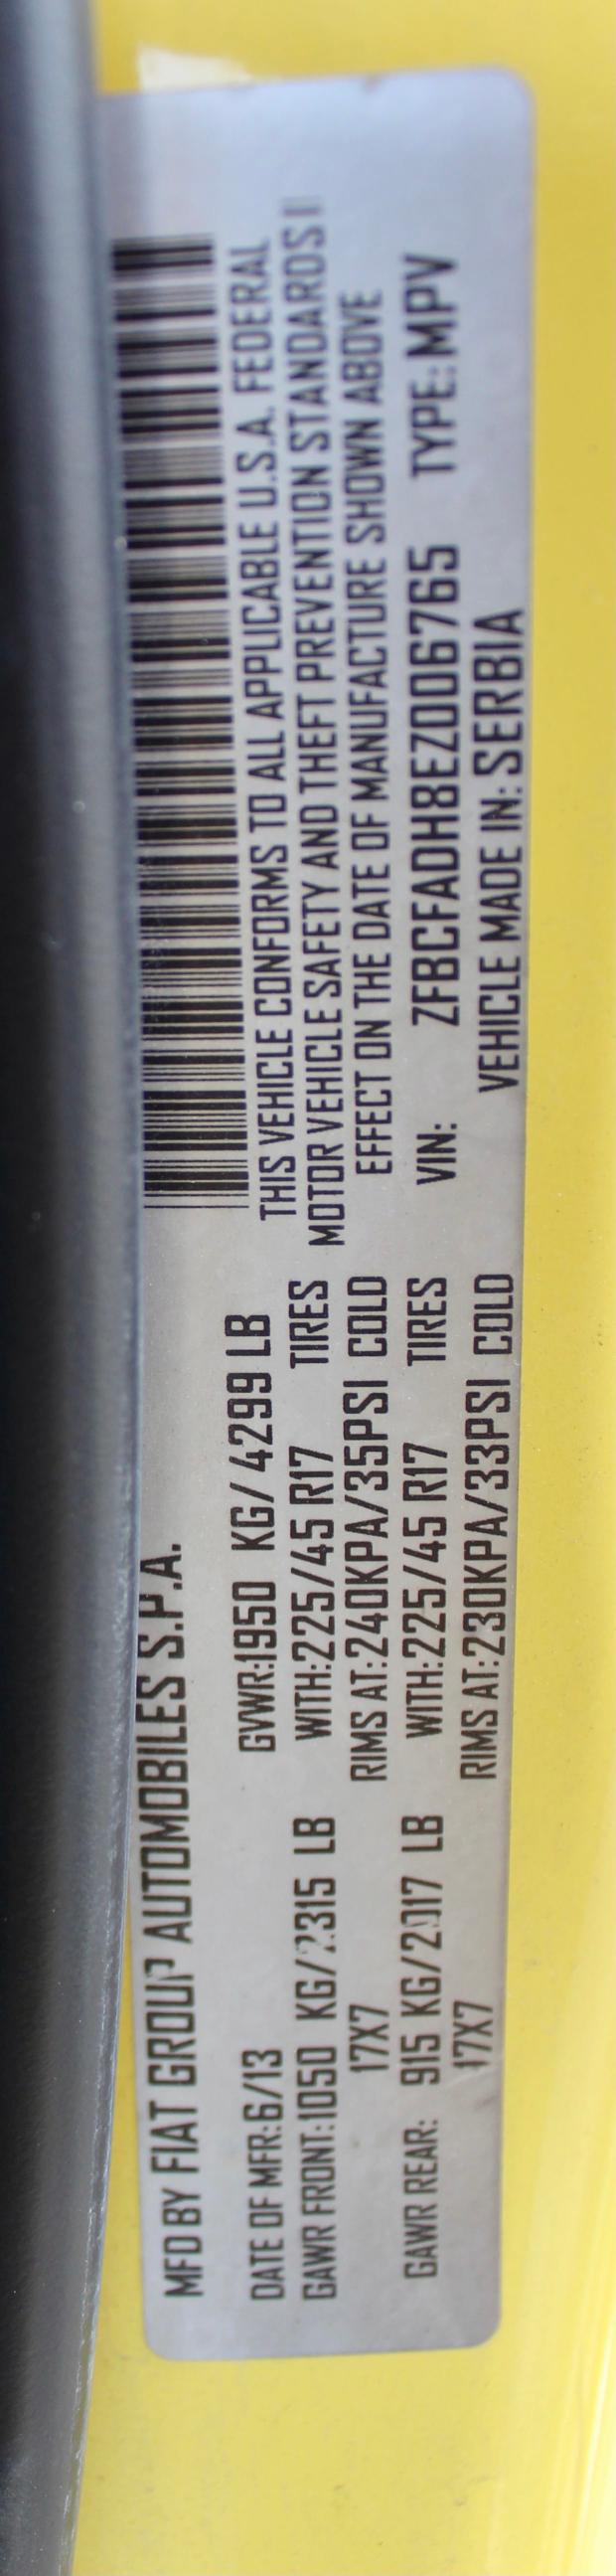 MFD BY FIAT GROUP AUTOMOBILES S.P.A.
DATE OF MFR: 6/13 GVWR: 1950 KG/ 4299 LB
GAWR FRONT: 1050 KG/2315 LB WITH: 225/45 R17 TIRES
17X7 RIMS AT: 240KPA/35PSI COLD
GAWR REAR: 915 KG/2017 LB WITH: 225/45 R17 TIRES
17X7 RIMS AT: 230KPA/33PSI COLD
THIS VEHICLE CONFORMS TO ALL APPLICABLE U.S.A. FEDERAL
MOTOR VEHICLE SAFETY AND THEFT PREVENTION STANDARDS
EFFECT ON THE DATE OF MANUFACTURE SHOWN ABOVE
VIN: ZFBCFADH8EZ006765 TYPE: MPV
VEHICLE MADE IN: SERBIA